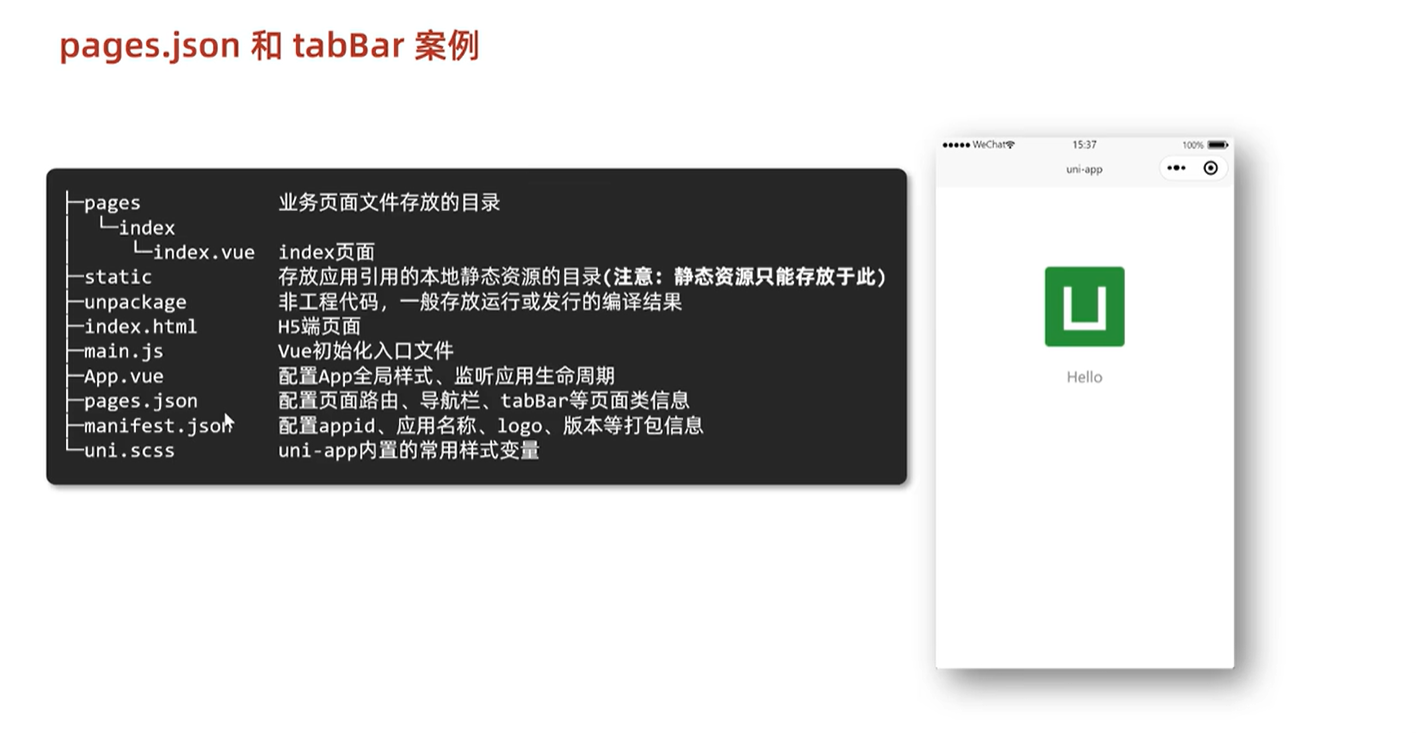 pages.json 和 tabBar 案例
├─pages 业务页面文件存放的目录
│ └─index
│ └─index.vue index页面
├─static 存放应用引用的本地静态资源的目录(注意：静态资源只能存放于此)
├─unpackage 非工程代码，一般存放运行或发行的编译结果
├─index.html H5端页面
├─main.js Vue初始化入口文件
├─App.vue 配置App全局样式、监听应用生命周期
├─pages.json 配置页面路由、导航栏、tabBar等页面类信息
├─manifest.json 配置appid、应用名称、logo、版本等打包信息
└─uni.scss uni-app内置的常用样式变量
WeChat 15:37 100%
uni-app
Hello